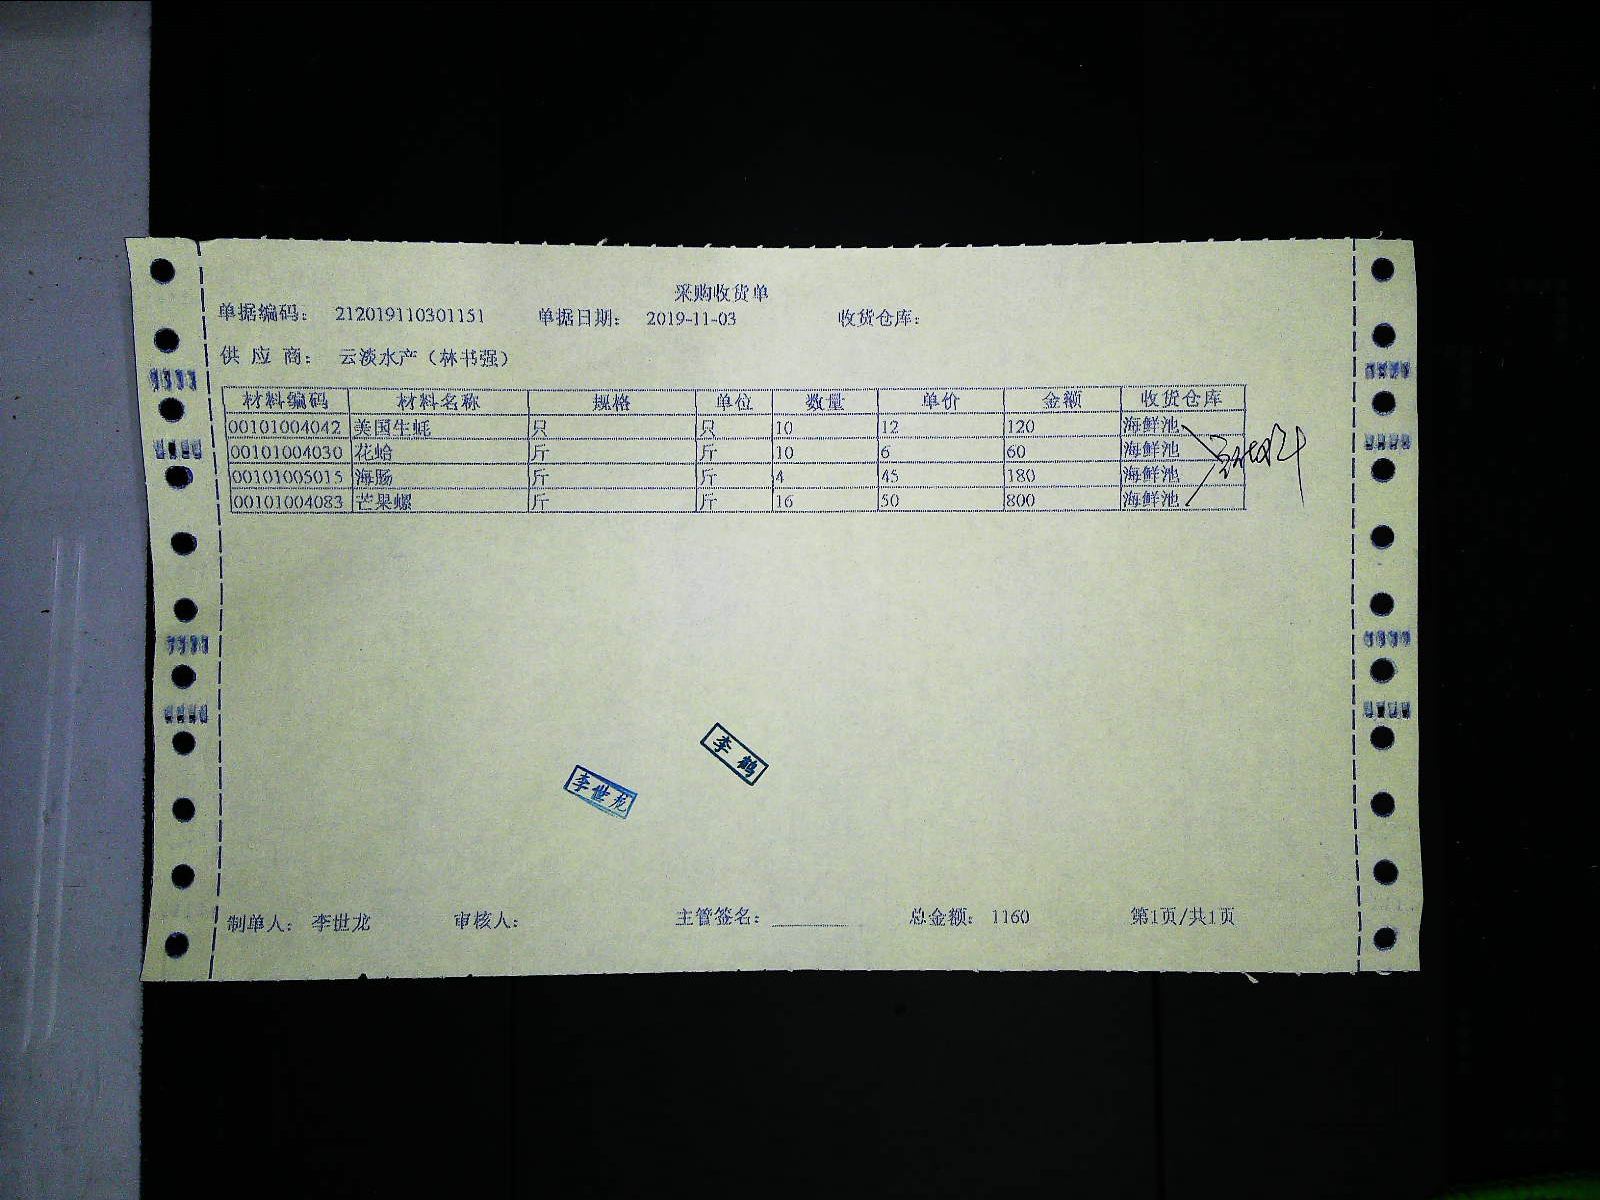 采购收货单
单据编码： 212019110301151 单据日期： 2019-11-03 收货仓库：
供 应 商： 云淡水产（林书强）
材料编码 材料名称 规格 单位 数量 单价 金额 收货仓库
00101004042 美国生蚝 只 只 10 12 120 海鲜池
00101004030 花蛤 斤 斤 10 6 60 海鲜池
00101005015 海肠 斤 斤 4 45 180 海鲜池
00101004083 芒果螺 斤 斤 16 50 800 海鲜池
李鹤
李世龙
制单人： 李世龙 审核人： 主管签名： 总金额： 1160 第1页/共1页